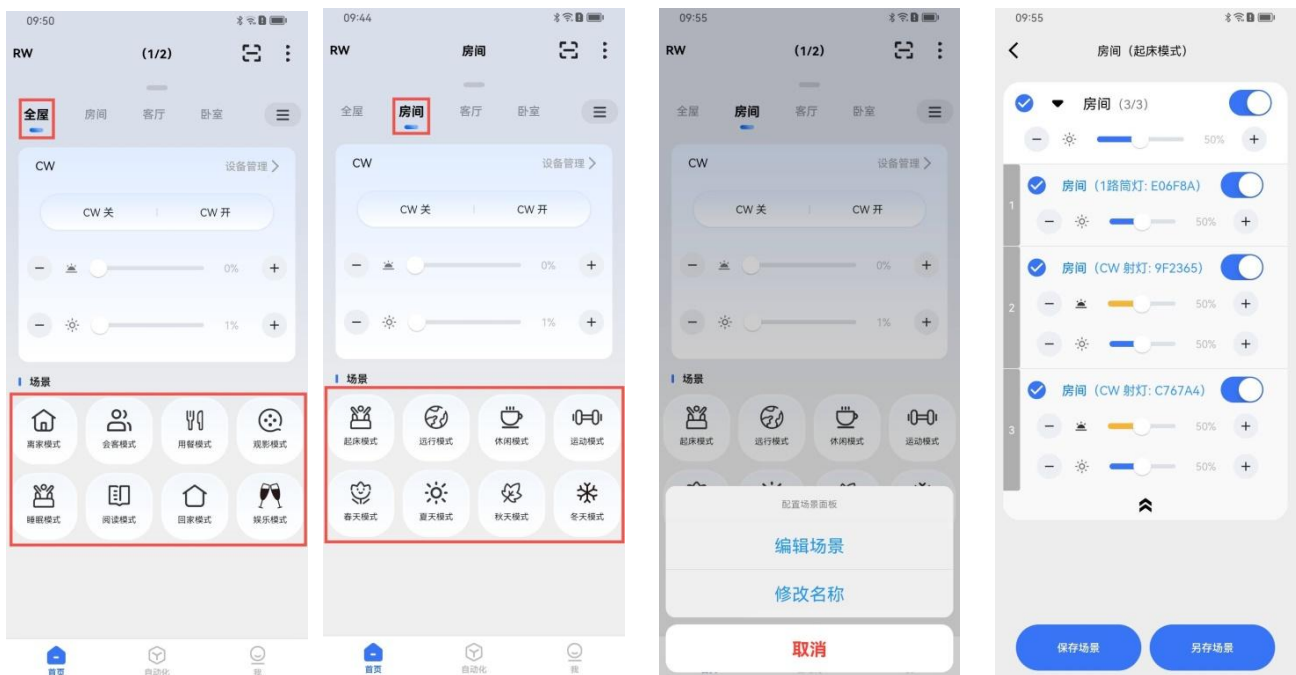 09:50
RW (1/2)
全屋 房间 客厅 卧室
CW 设备管理
CW 关 CW 开
0%
1%
场景
离家模式 会客模式 用餐模式 观影模式
睡眠模式 阅读模式 回家模式 娱乐模式
首页 自动化 我
09:44
RW 房间
全屋 房间 客厅 卧室
CW 设备管理
CW 关 CW 开
0%
1%
场景
起床模式 远行模式 休闲模式 运动模式
春天模式 夏天模式 秋天模式 冬天模式
首页 自动化 我
09:55
RW (1/2)
全屋 房间 客厅 卧室
CW 设备管理
CW 关 CW 开
0%
1%
场景
起床模式 远行模式 休闲模式 运动模式
配置场景面板
编辑场景
修改名称
取消
09:55
房间（起床模式）
房间 (3/3)
50%
1
房间（1路筒灯: E06F8A）
50%
2
房间（CW 射灯: 9F2365）
50%
50%
3
房间（CW 射灯: C767A4）
50%
50%
保存场景 另存场景